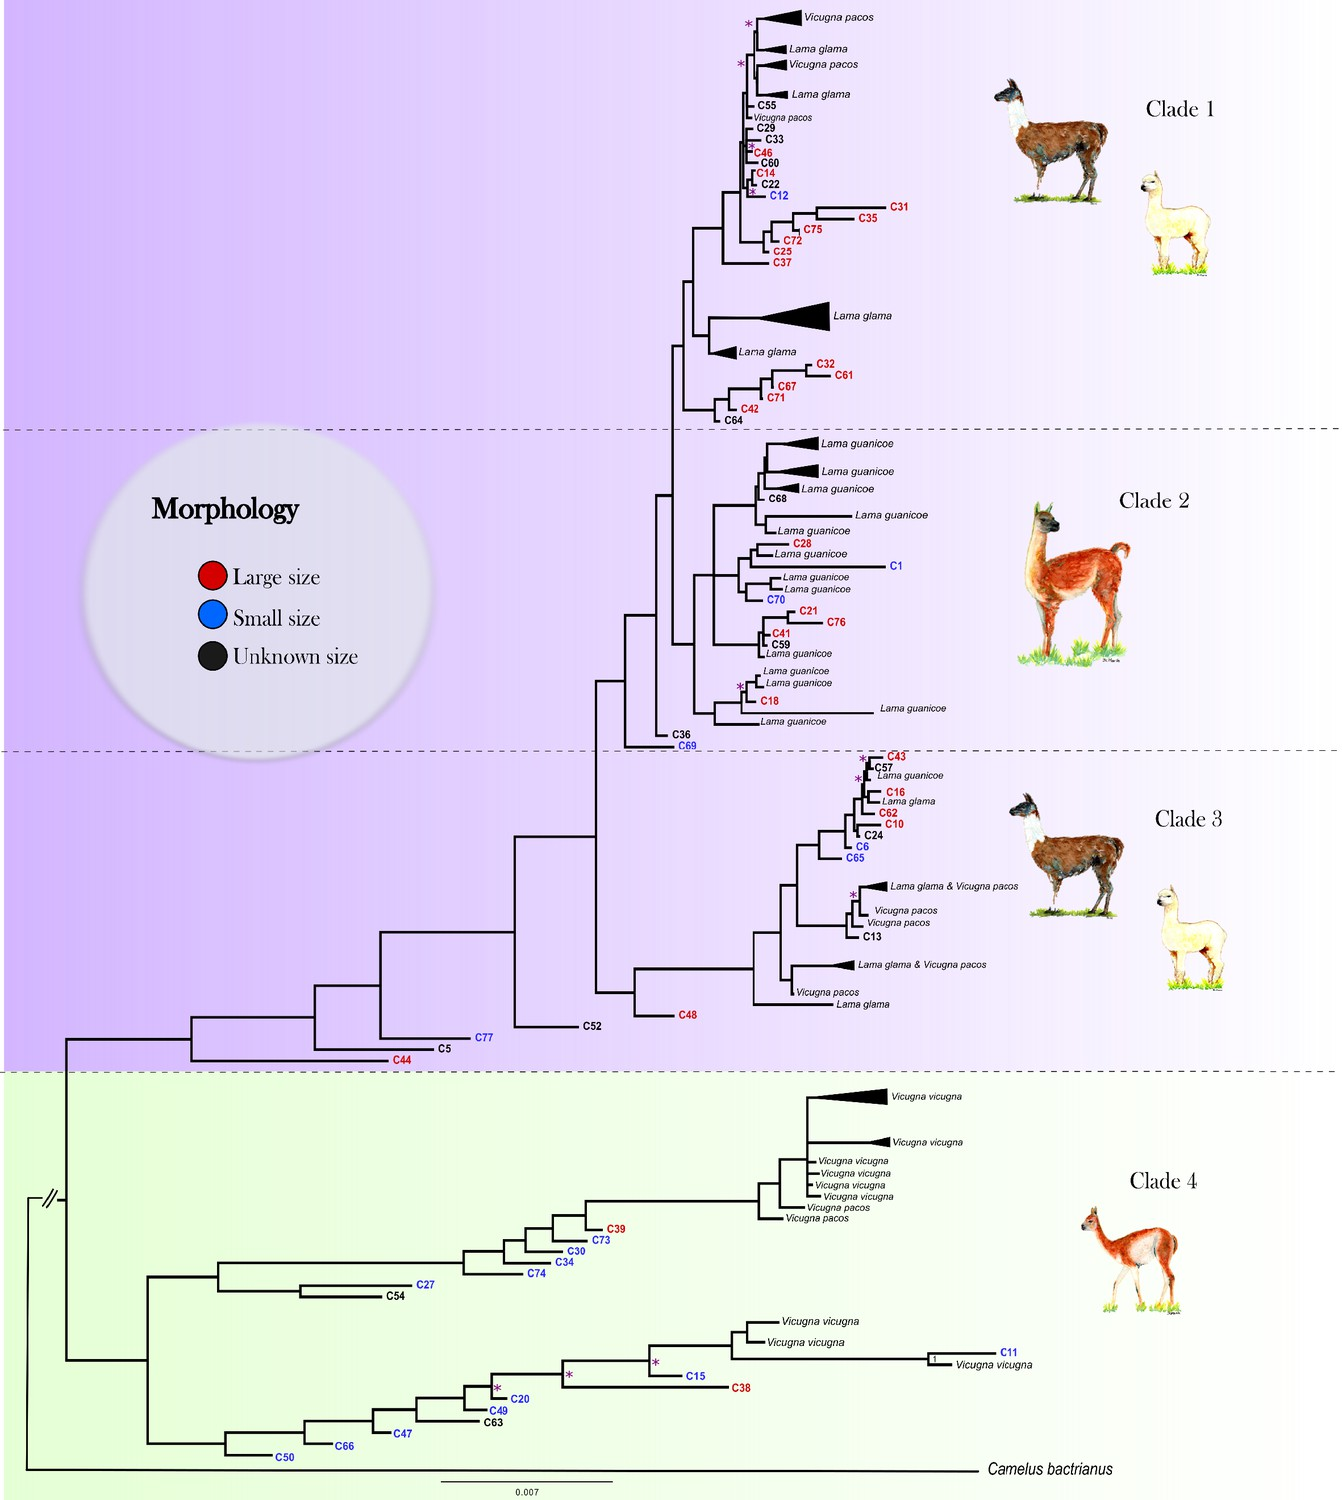 Vicugna pacos
Lama glama
Vicugna pacos
Lama glama
C55
Vicugna pacos
C29
C33
*
C46
C60
C14
C22
*
C12
C31
C35
C75
C72
C25
C37
Clade 1
Lama glama
Lama glama
C32
C61
C67
C71
C42
C64
Lama guanicoe
Lama guanicoe
Lama guanicoe
C68
Lama guanicoe
Lama guanicoe
C28
Lama guanicoe
C1
Lama guanicoe
Lama guanicoe
C70
C21
C76
C41
C59
Lama guanicoe
Lama guanicoe
Lama guanicoe
*
C18
Lama guanicoe
Lama guanicoe
C36
C69
Clade 2
Morphology
Large size
Small size
Unknown size
C43
C57
Lama guanicoe
C16
Lama glama
C62
C10
C24
C6
C65
Lama glama & Vicugna pacos
Vicugna pacos
Vicugna pacos
C13
Lama glama & Vicugna pacos
Vicugna pacos
Lama glama
C48
C52
C77
C5
C44
Clade 3
Vicugna vicugna
Vicugna vicugna
Vicugna vicugna
Vicugna vicugna
Vicugna vicugna
Vicugna vicugna
Vicugna pacos
Vicugna pacos
C39
C73
C30
C34
C74
C27
C54
Clade 4
Vicugna vicugna
Vicugna vicugna
C11
1
Vicugna vicugna
C15
C38
C20
C49
C63
C47
C66
C50
Camelus bactrianus
0.007